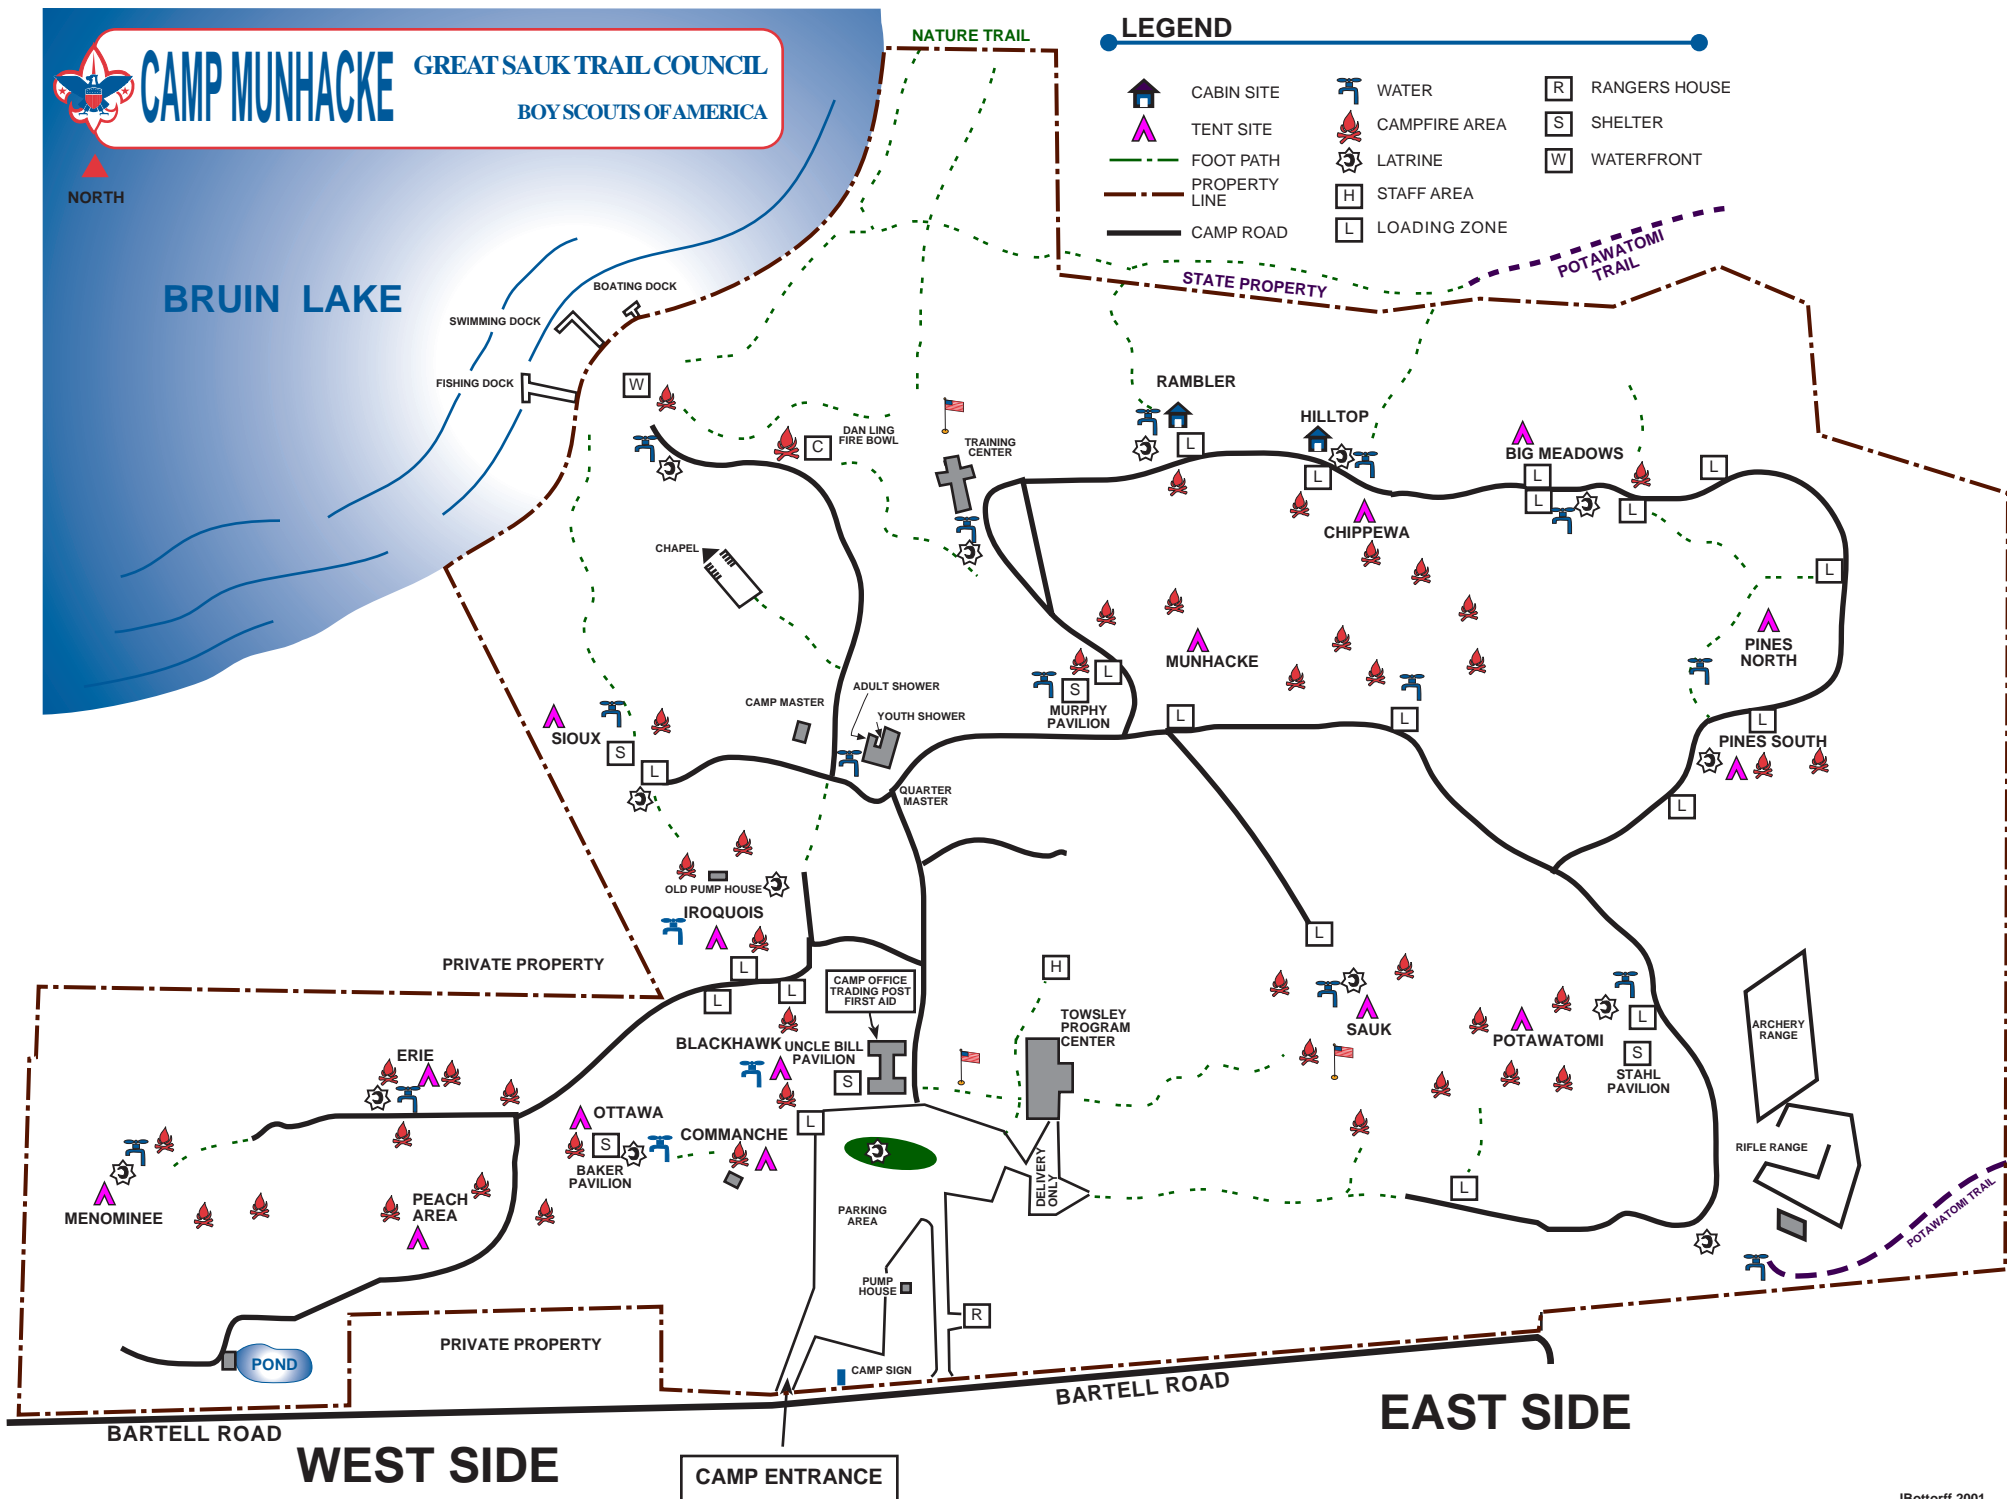 CAMP MUNHACKE
GREAT SAUK TRAIL COUNCIL
BOY SCOUTS OF AMERICA
NORTH
BRUIN LAKE
NATURE TRAIL
LEGEND
CABIN SITE
TENT SITE
FOOT PATH
PROPERTY
LINE
CAMP ROAD
WATER
CAMPFIRE AREA
LATRINE
H STAFF AREA
L LOADING ZONE
R RANGERS HOUSE
S SHELTER
W WATERFRONT
POTAWATOMI
TRAIL
STATE PROPERTY
BOATING DOCK
SWIMMING DOCK
FISHING DOCK
W
C
DAN LING
FIRE BOWL
TRAINING
CENTER
RAMBLER
L
HILLTOP
L
BIG MEADOWS
L
L
L
L
CHIPPEWA
CHAPEL
L
MUNHACKE
PINES
NORTH
L
S
MURPHY
PAVILION
L
L
L
PINES SOUTH
L
CAMP MASTER
ADULT SHOWER
YOUTH SHOWER
SIOUX
S
L
QUARTER
MASTER
OLD PUMP HOUSE
IROQUOIS
L
L
L
PRIVATE PROPERTY
CAMP OFFICE
TRADING POST
FIRST AID
H
L
TOWSLEY
PROGRAM
CENTER
SAUK
POTAWATOMI
L
S
STAHL
PAVILION
ARCHERY
RANGE
BLACKHAWK
UNCLE BILL
PAVILION
S
ERIE
OTTAWA
S
BAKER
PAVILION
COMMANCHE
L
DELIVERY
ONLY
RIFLE RANGE
L
POTAWATOMI TRAIL
MENOMINEE
PEACH
AREA
PARKING
AREA
PUMP
HOUSE
R
PRIVATE PROPERTY
POND
CAMP SIGN
BARTELL ROAD
BARTELL ROAD
WEST SIDE
EAST SIDE
CAMP ENTRANCE
JBottorff 2001